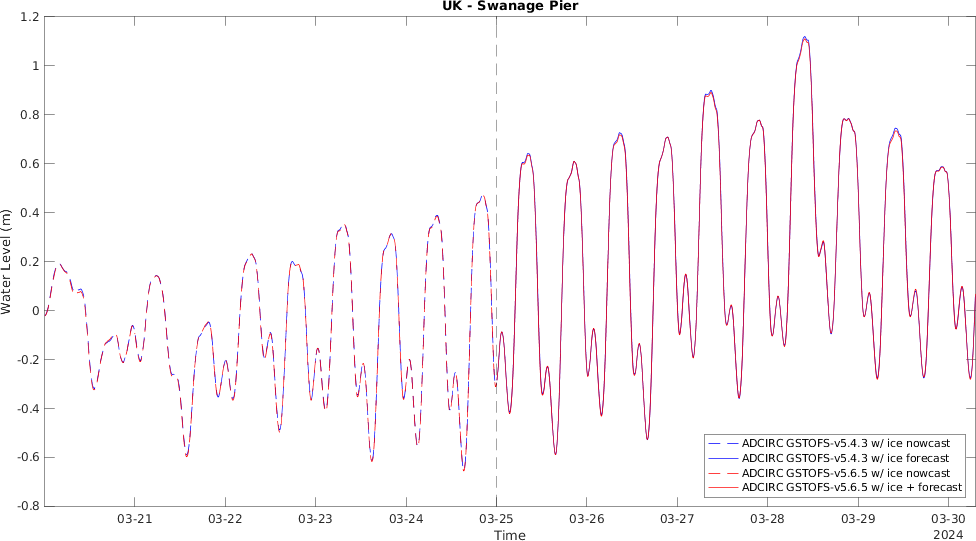 UK - Swanage Pier
1.2
1
0.8
0.6
0.4
0.2
0
-0.2
-0.4
-0.6
-0.8
Water Level (m)
03-21 03-22 03-23 03-24 03-25 03-26 03-27 03-28 03-29 03-30
Time
2024
ADCIRC GSTOFS-v5.4.3 w/ ice nowcast
ADCIRC GSTOFS-v5.4.3 w/ ice forecast
ADCIRC GSTOFS-v5.6.5 w/ ice nowcast
ADCIRC GSTOFS-v5.6.5 w/ ice + forecast